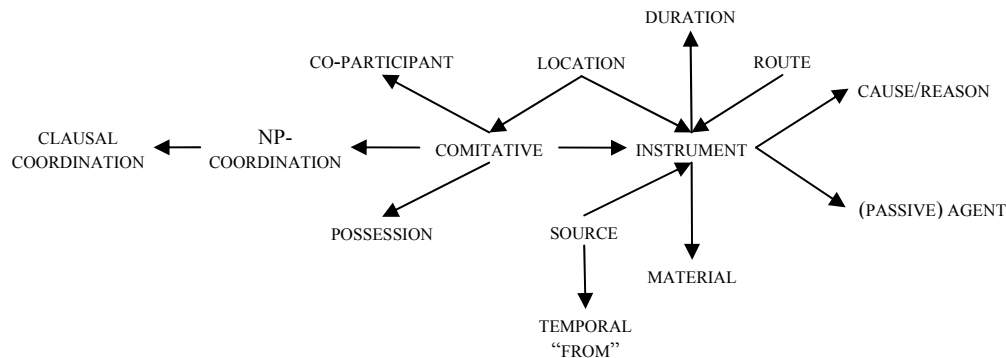 DURATION
CO-PARTICIPANT
LOCATION
ROUTE
CAUSE/REASON
CLAUSAL
COORDINATION
NP-
COORDINATION
COMITATIVE
INSTRUMENT
POSSESSION
SOURCE
(PASSIVE) AGENT
MATERIAL
TEMPORAL
“FROM”